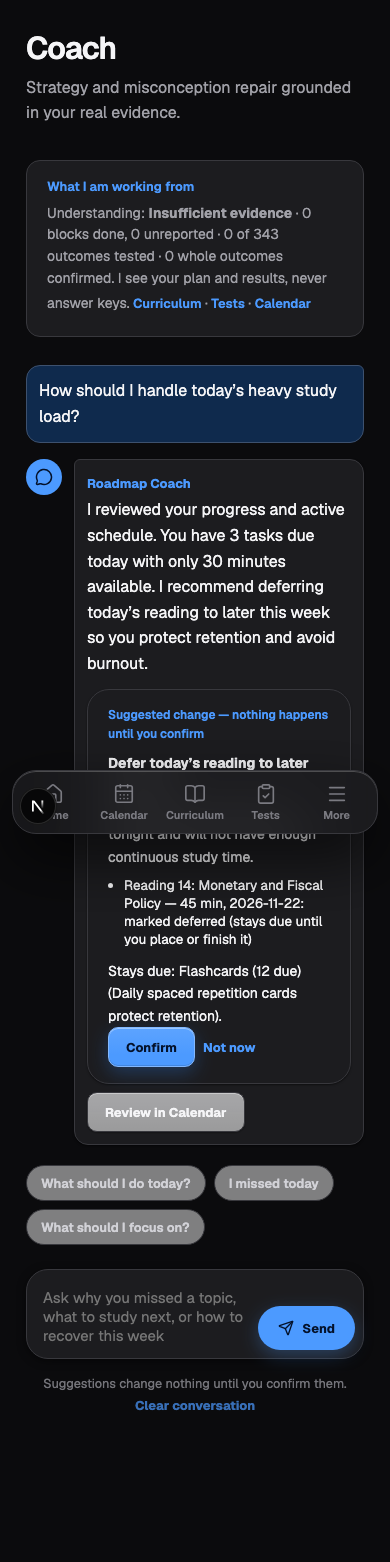 Coach
Strategy and misconception repair grounded
in your real evidence.
What I am working from
Understanding: Insufficient evidence · 0
blocks done, 0 unreported · 0 of 343
outcomes tested · 0 whole outcomes
confirmed. I see your plan and results, never
answer keys. Curriculum · Tests · Calendar
How should I handle today’s heavy study
load?
Roadmap Coach
I reviewed your progress and active
schedule. You have 3 tasks due
today with only 30 minutes
available. I recommend deferring
today’s reading to later this week
so you protect retention and avoid
burnout.
Suggested change — nothing happens
until you confirm
Defer today’s reading to later
N
me
Calendar
Curriculum
Tests
More
tonight and will not have enough
continuous study time.
• Reading 14: Monetary and Fiscal
Policy — 45 min, 2026-11-22:
marked deferred (stays due until
you place or finish it)
Stays due: Flashcards (12 due)
(Daily spaced repetition cards
protect retention).
Confirm
Not now
Review in Calendar
What should I do today?
I missed today
What should I focus on?
Ask why you missed a topic,
what to study next, or how to
recover this week
Send
Suggestions change nothing until you confirm them.
Clear conversation